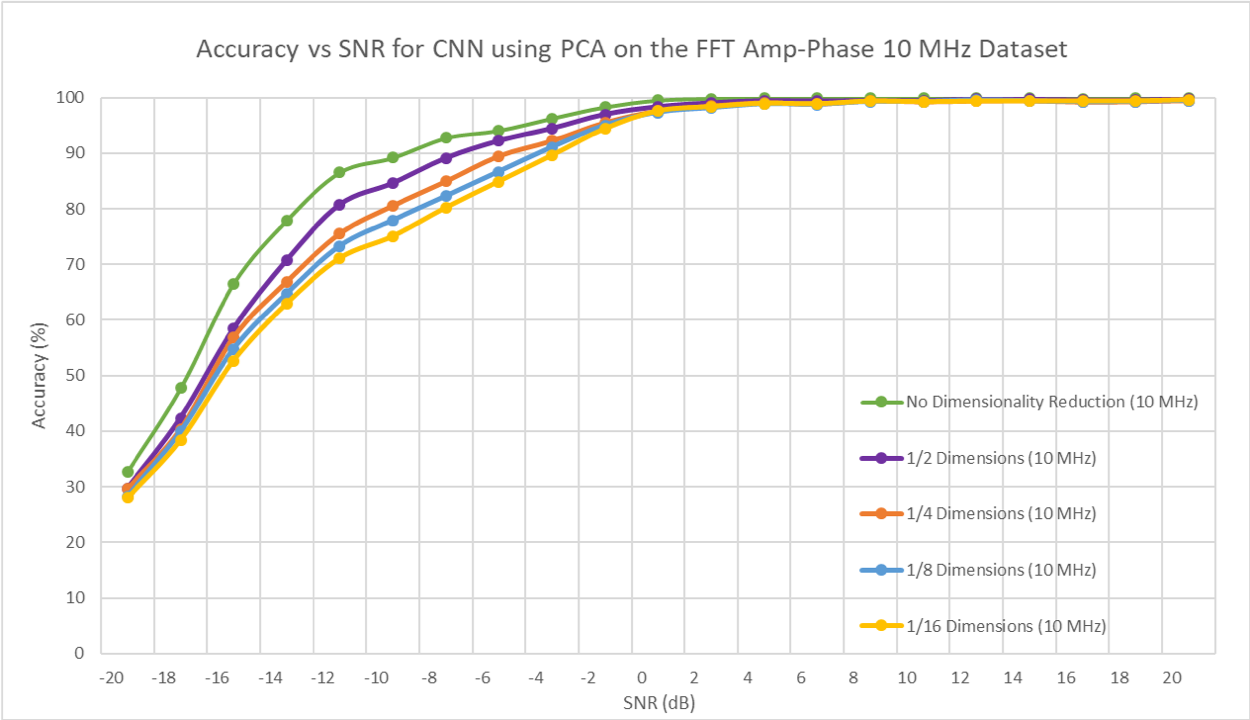 Accuracy vs SNR for CNN using PCA on the FFT Amp-Phase 10 MHz Dataset
100
90
80
70
60
50
40
30
20
10
0
Accuracy (%)
No Dimensionality Reduction (10 MHz)
1/2 Dimensions (10 MHz)
1/4 Dimensions (10 MHz)
1/8 Dimensions (10 MHz)
1/16 Dimensions (10 MHz)
-20 -18 -16 -14 -12 -10 -8 -6 -4 -2 0 2 4 6 8 10 12 14 16 18 20
SNR (dB)